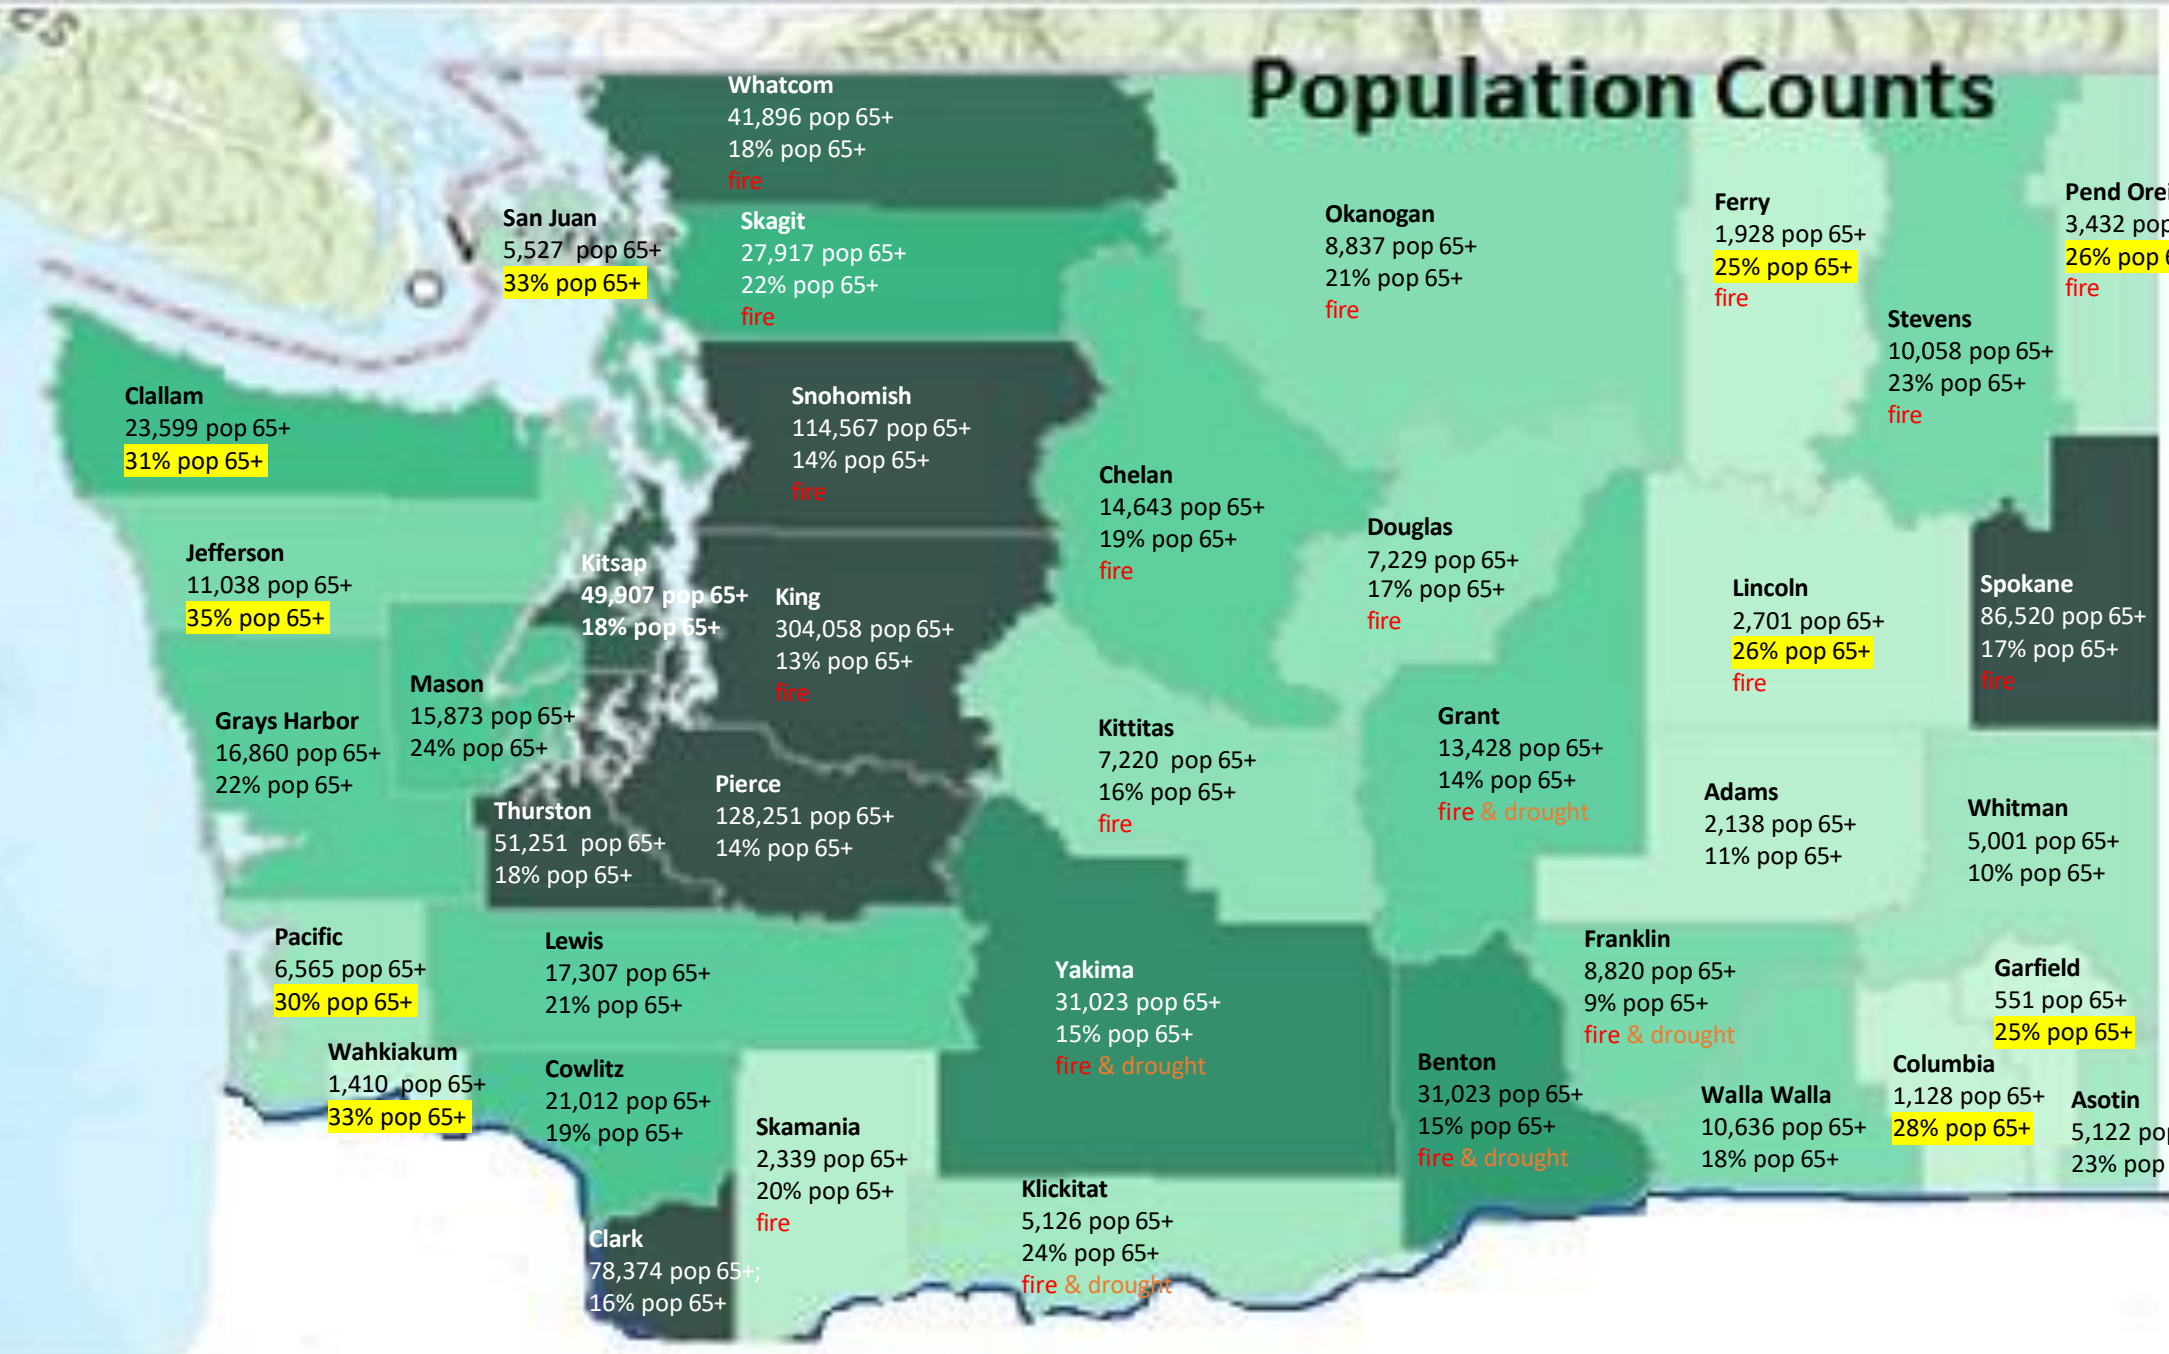 Population Counts
Whatcom
41,896 pop 65+
18% pop 65+
fire
San Juan
5,527 pop 65+
33% pop 65+
Skagit
27,917 pop 65+
22% pop 65+
fire
Okanogan
8,837 pop 65+
21% pop 65+
fire
Ferry
1,928 pop 65+
25% pop 65+
fire
Pend Orei
3,432 pop
26% pop 6
fire
Stevens
10,058 pop 65+
23% pop 65+
fire
Clallam
23,599 pop 65+
31% pop 65+
Snohomish
114,567 pop 65+
14% pop 65+
fire
Chelan
14,643 pop 65+
19% pop 65+
fire
Douglas
7,229 pop 65+
17% pop 65+
fire
Jefferson
11,038 pop 65+
35% pop 65+
Kitsap
49,907 pop 65+
18% pop 65+
King
304,058 pop 65+
13% pop 65+
fire
Lincoln
2,701 pop 65+
26% pop 65+
fire
Spokane
86,520 pop 65+
17% pop 65+
fire
Mason
15,873 pop 65+
24% pop 65+
Grays Harbor
16,860 pop 65+
22% pop 65+
Kittitas
7,220 pop 65+
16% pop 65+
fire
Grant
13,428 pop 65+
14% pop 65+
fire & drought
Thurston
51,251 pop 65+
18% pop 65+
Pierce
128,251 pop 65+
14% pop 65+
Adams
2,138 pop 65+
11% pop 65+
Whitman
5,001 pop 65+
10% pop 65+
Pacific
6,565 pop 65+
30% pop 65+
Lewis
17,307 pop 65+
21% pop 65+
Yakima
31,023 pop 65+
15% pop 65+
fire & drought
Franklin
8,820 pop 65+
9% pop 65+
fire & drought
Garfield
551 pop 65+
25% pop 65+
Wahkiakum
1,410 pop 65+
33% pop 65+
Cowlitz
21,012 pop 65+
19% pop 65+
Benton
31,023 pop 65+
15% pop 65+
fire & drought
Columbia
1,128 pop 65+
28% pop 65+
Walla Walla
10,636 pop 65+
18% pop 65+
Asotin
5,122 pop
23% pop
Skamania
2,339 pop 65+
20% pop 65+
fire
Klickitat
5,126 pop 65+
24% pop 65+
fire & drought
Clark
78,374 pop 65+;
16% pop 65+